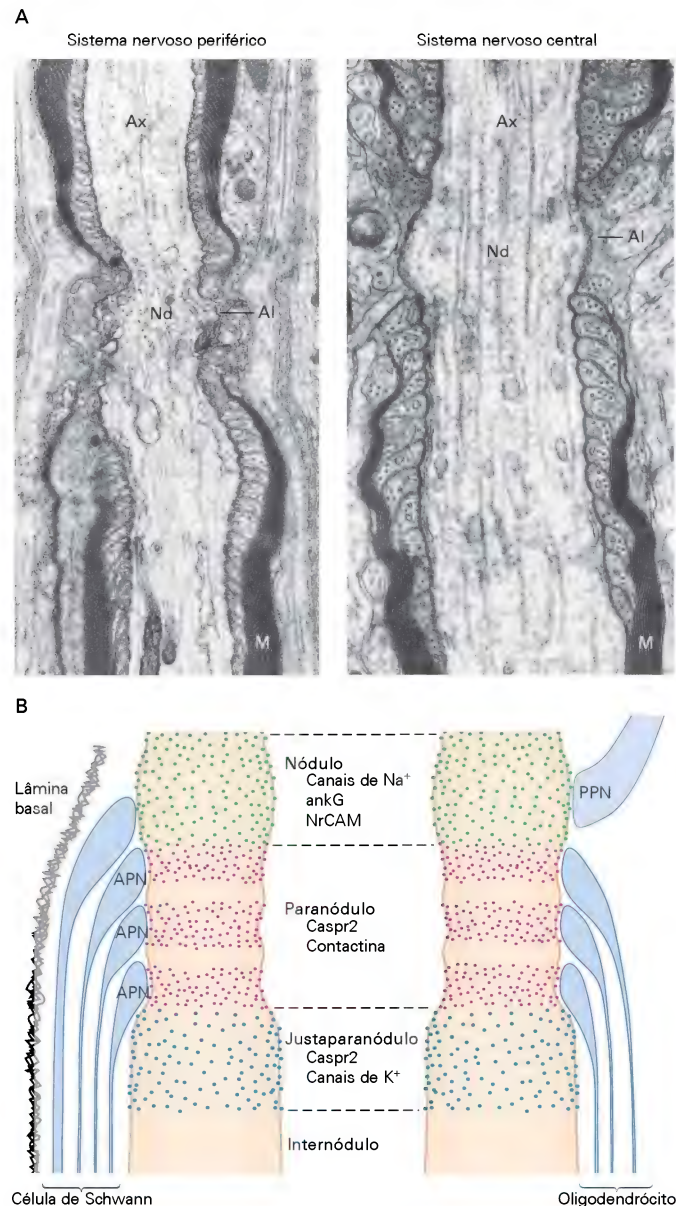 A
Sistema nervoso periférico
Sistema nervoso central
Ax
Nd
Al
M
Ax
Nd
Al
M
B
Lâmina
basal
APN
APN
APN
Nódulo
Canais de Na⁺
ankG
NrCAM
Paranódulo
Caspr2
Contactina
Justaparanódulo
Caspr2
Canais de K⁺
Internódulo
PPN
Célula de Schwann
Oligodendrócito